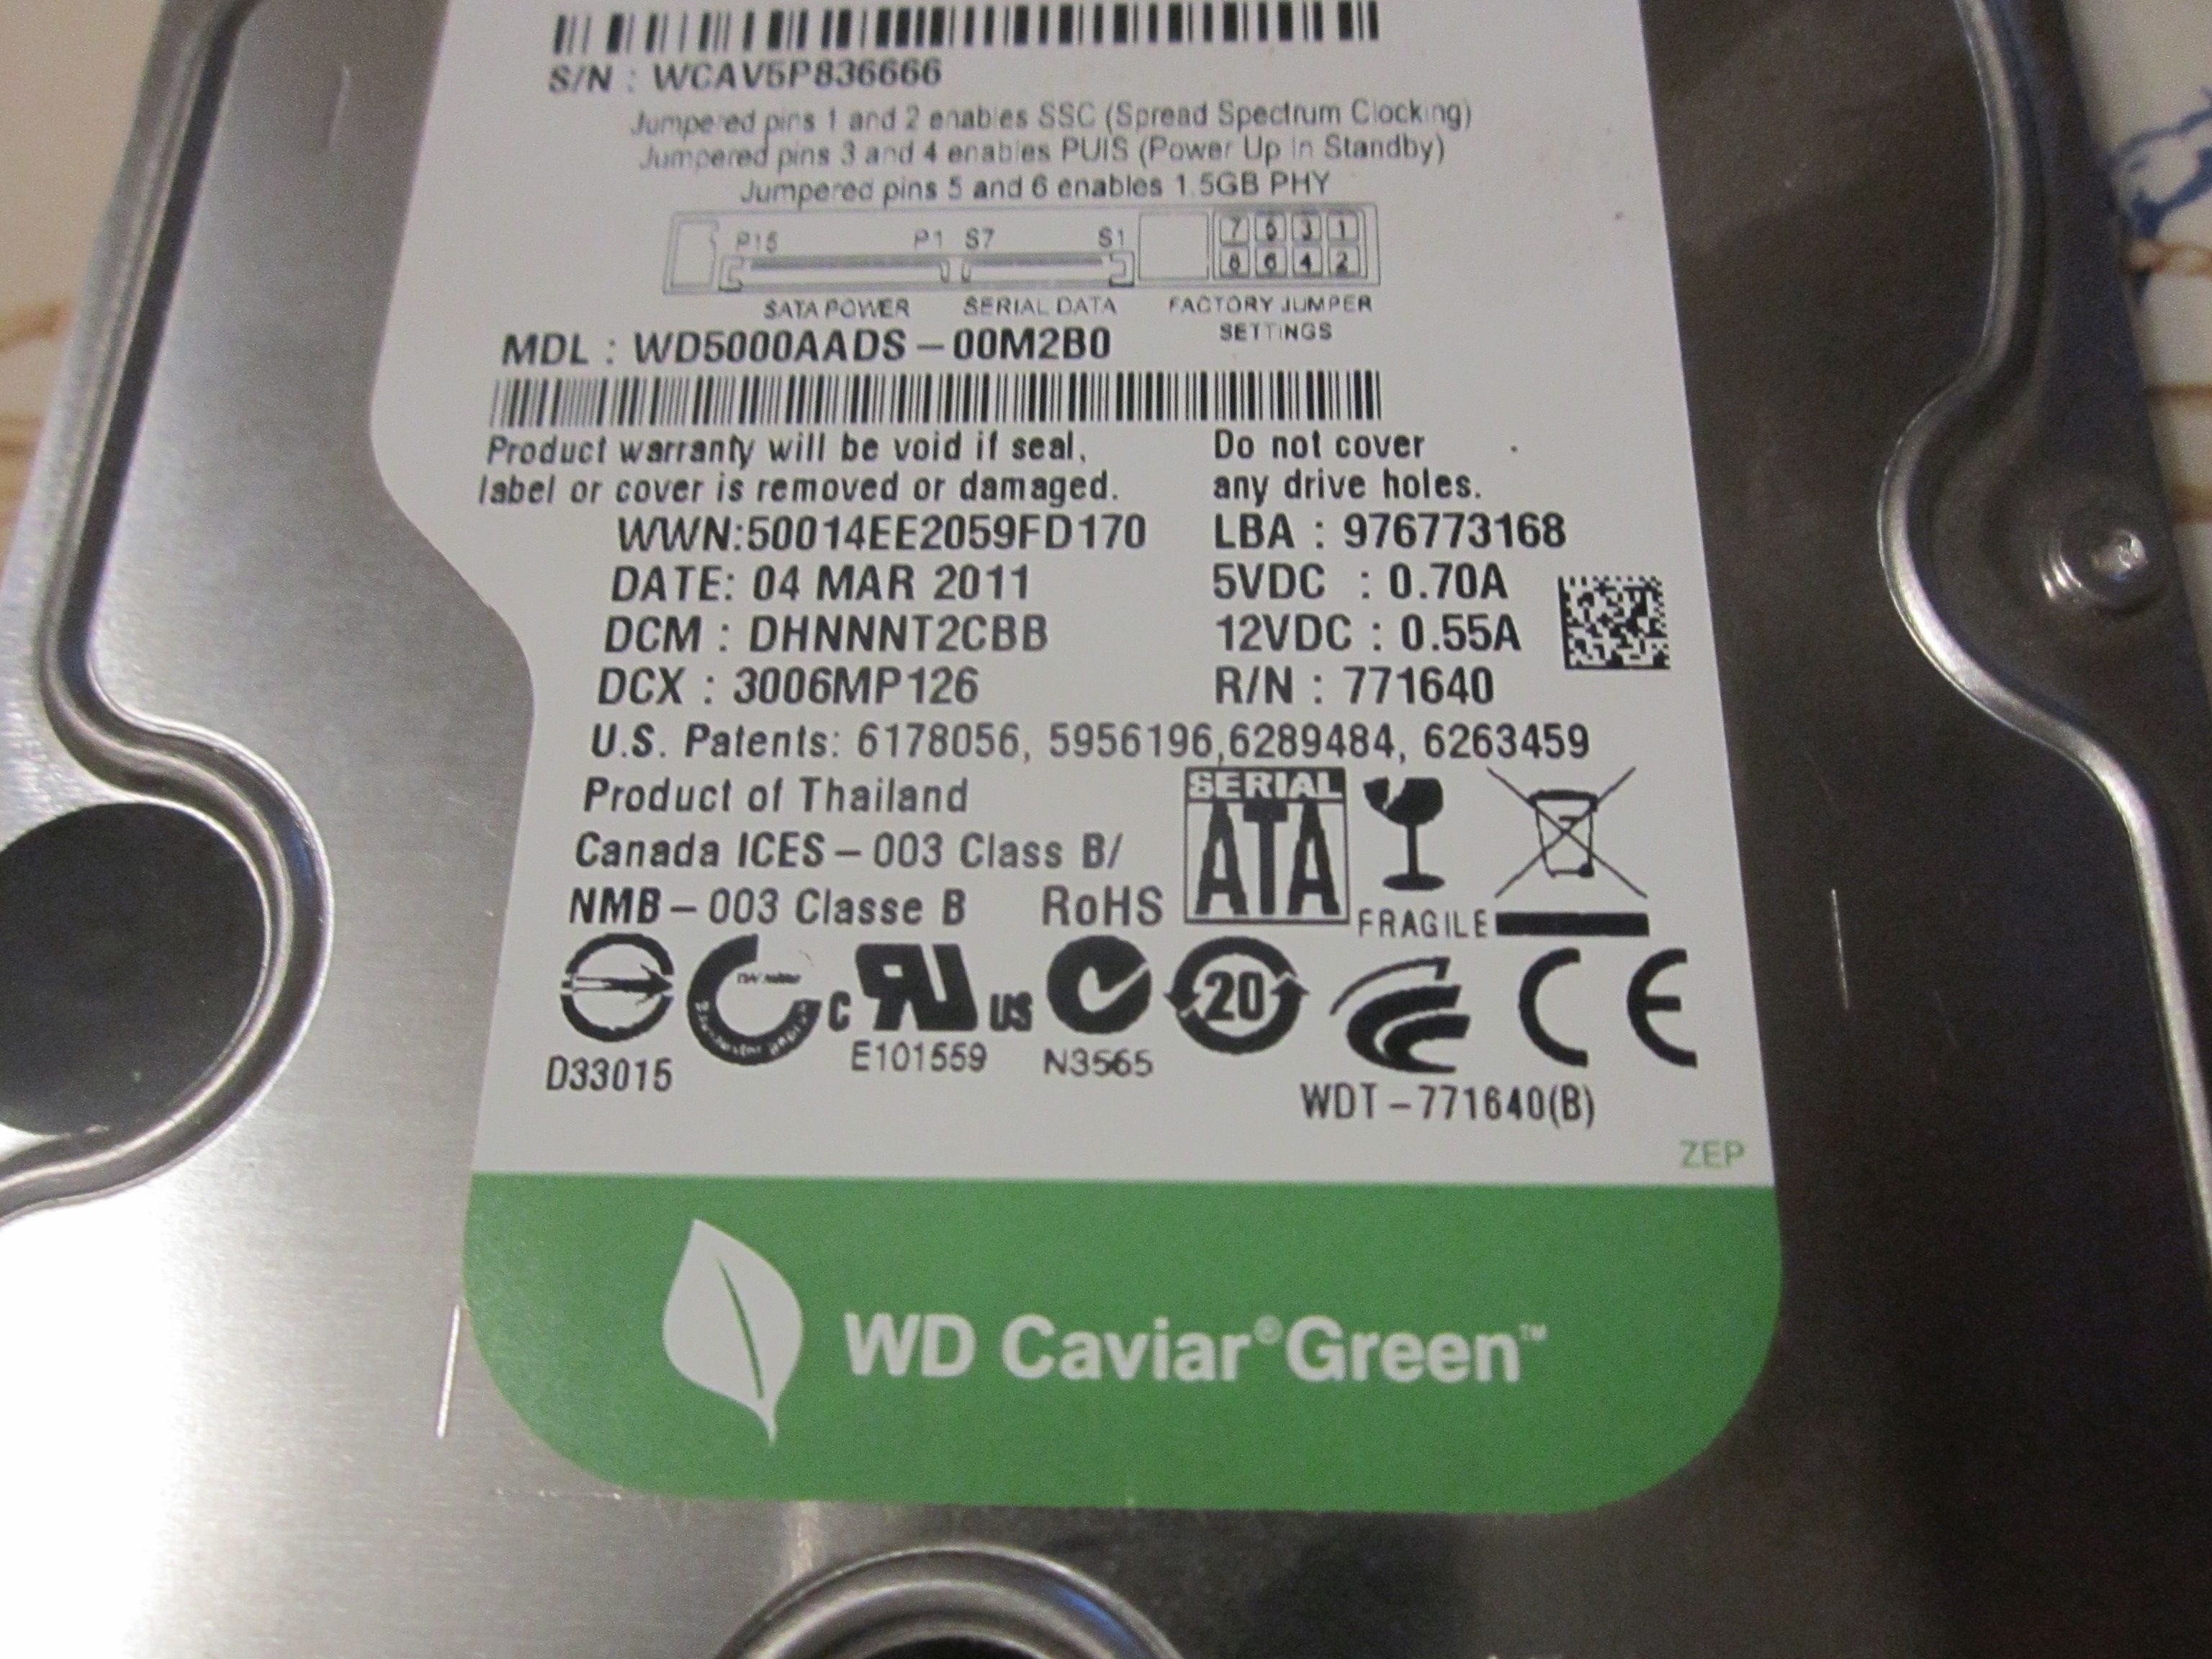 S/N : WCAV5P836666
Jumpered pins 1 and 2 enables SSC (Spread Spectrum Clocking)
Jumpered pins 3 and 4 enables PUIS (Power Up in Standby)
Jumpered pins 5 and 6 enables 1.5GB PHY
P15 P1 S7 S1 7 5 3 1
8 6 4 2
SATA POWER SERIAL DATA FACTORY JUMPER
SETTINGS
MDL : WD5000AADS – 00M2B0
Product warranty will be void if seal, Do not cover
label or cover is removed or damaged. any drive holes.
WWN:50014EE2059FD170 LBA : 976773168
DATE: 04 MAR 2011 5VDC : 0.70A
DCM : DHNNNT2CBB 12VDC : 0.55A
DCX : 3006MP126 R/N : 771640
U.S. Patents: 6178056, 5956196,6289484, 6263459
Product of Thailand SERIAL
Canada ICES – 003 Class B/ ATA
NMB – 003 Classe B RoHS FRAGILE
C UR US 20 CE
D33015 E101559 N3565
WDT – 771640(B)
ZEP
WD Caviar®Green™